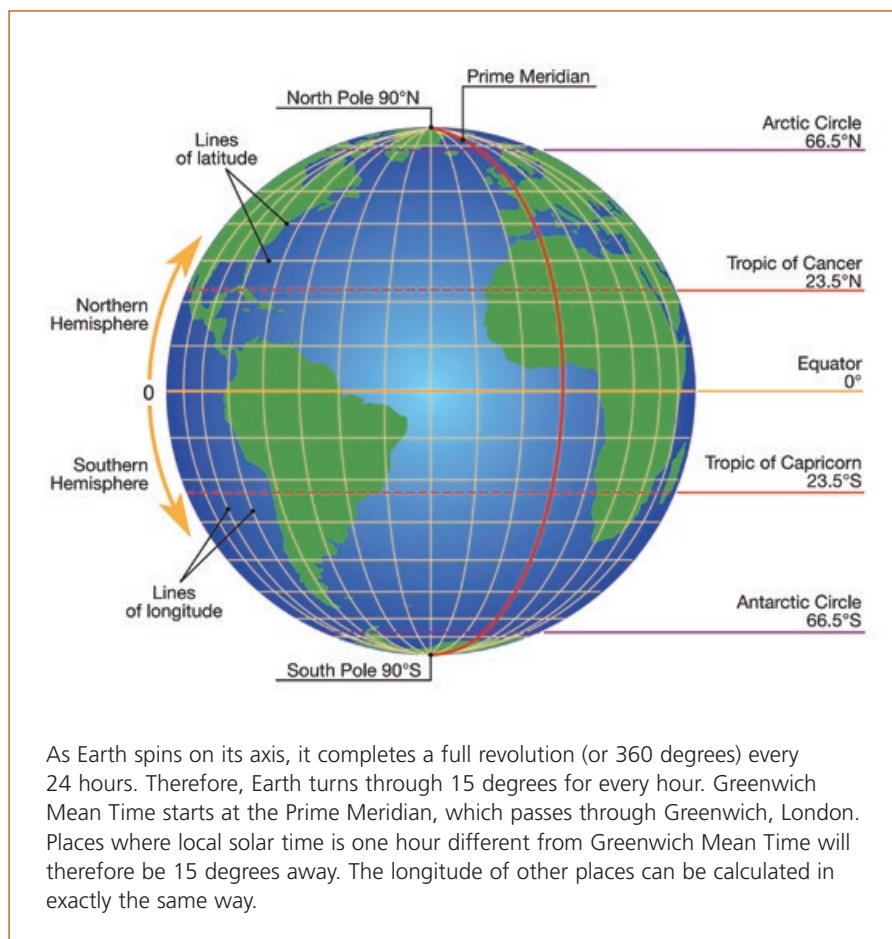 Prime Meridian
North Pole 90°N
Arctic Circle
66.5°N
Lines
of latitude
Tropic of Cancer
23.5°N
Northern
Hemisphere
Equator
0°
0
Southern
Hemisphere
Tropic of Capricorn
23.5°S
Lines
of longitude
Antarctic Circle
66.5°S
South Pole 90°S
As Earth spins on its axis, it completes a full revolution (or 360 degrees) every
24 hours. Therefore, Earth turns through 15 degrees for every hour. Greenwich
Mean Time starts at the Prime Meridian, which passes through Greenwich, London.
Places where local solar time is one hour different from Greenwich Mean Time will
therefore be 15 degrees away. The longitude of other places can be calculated in
exactly the same way.